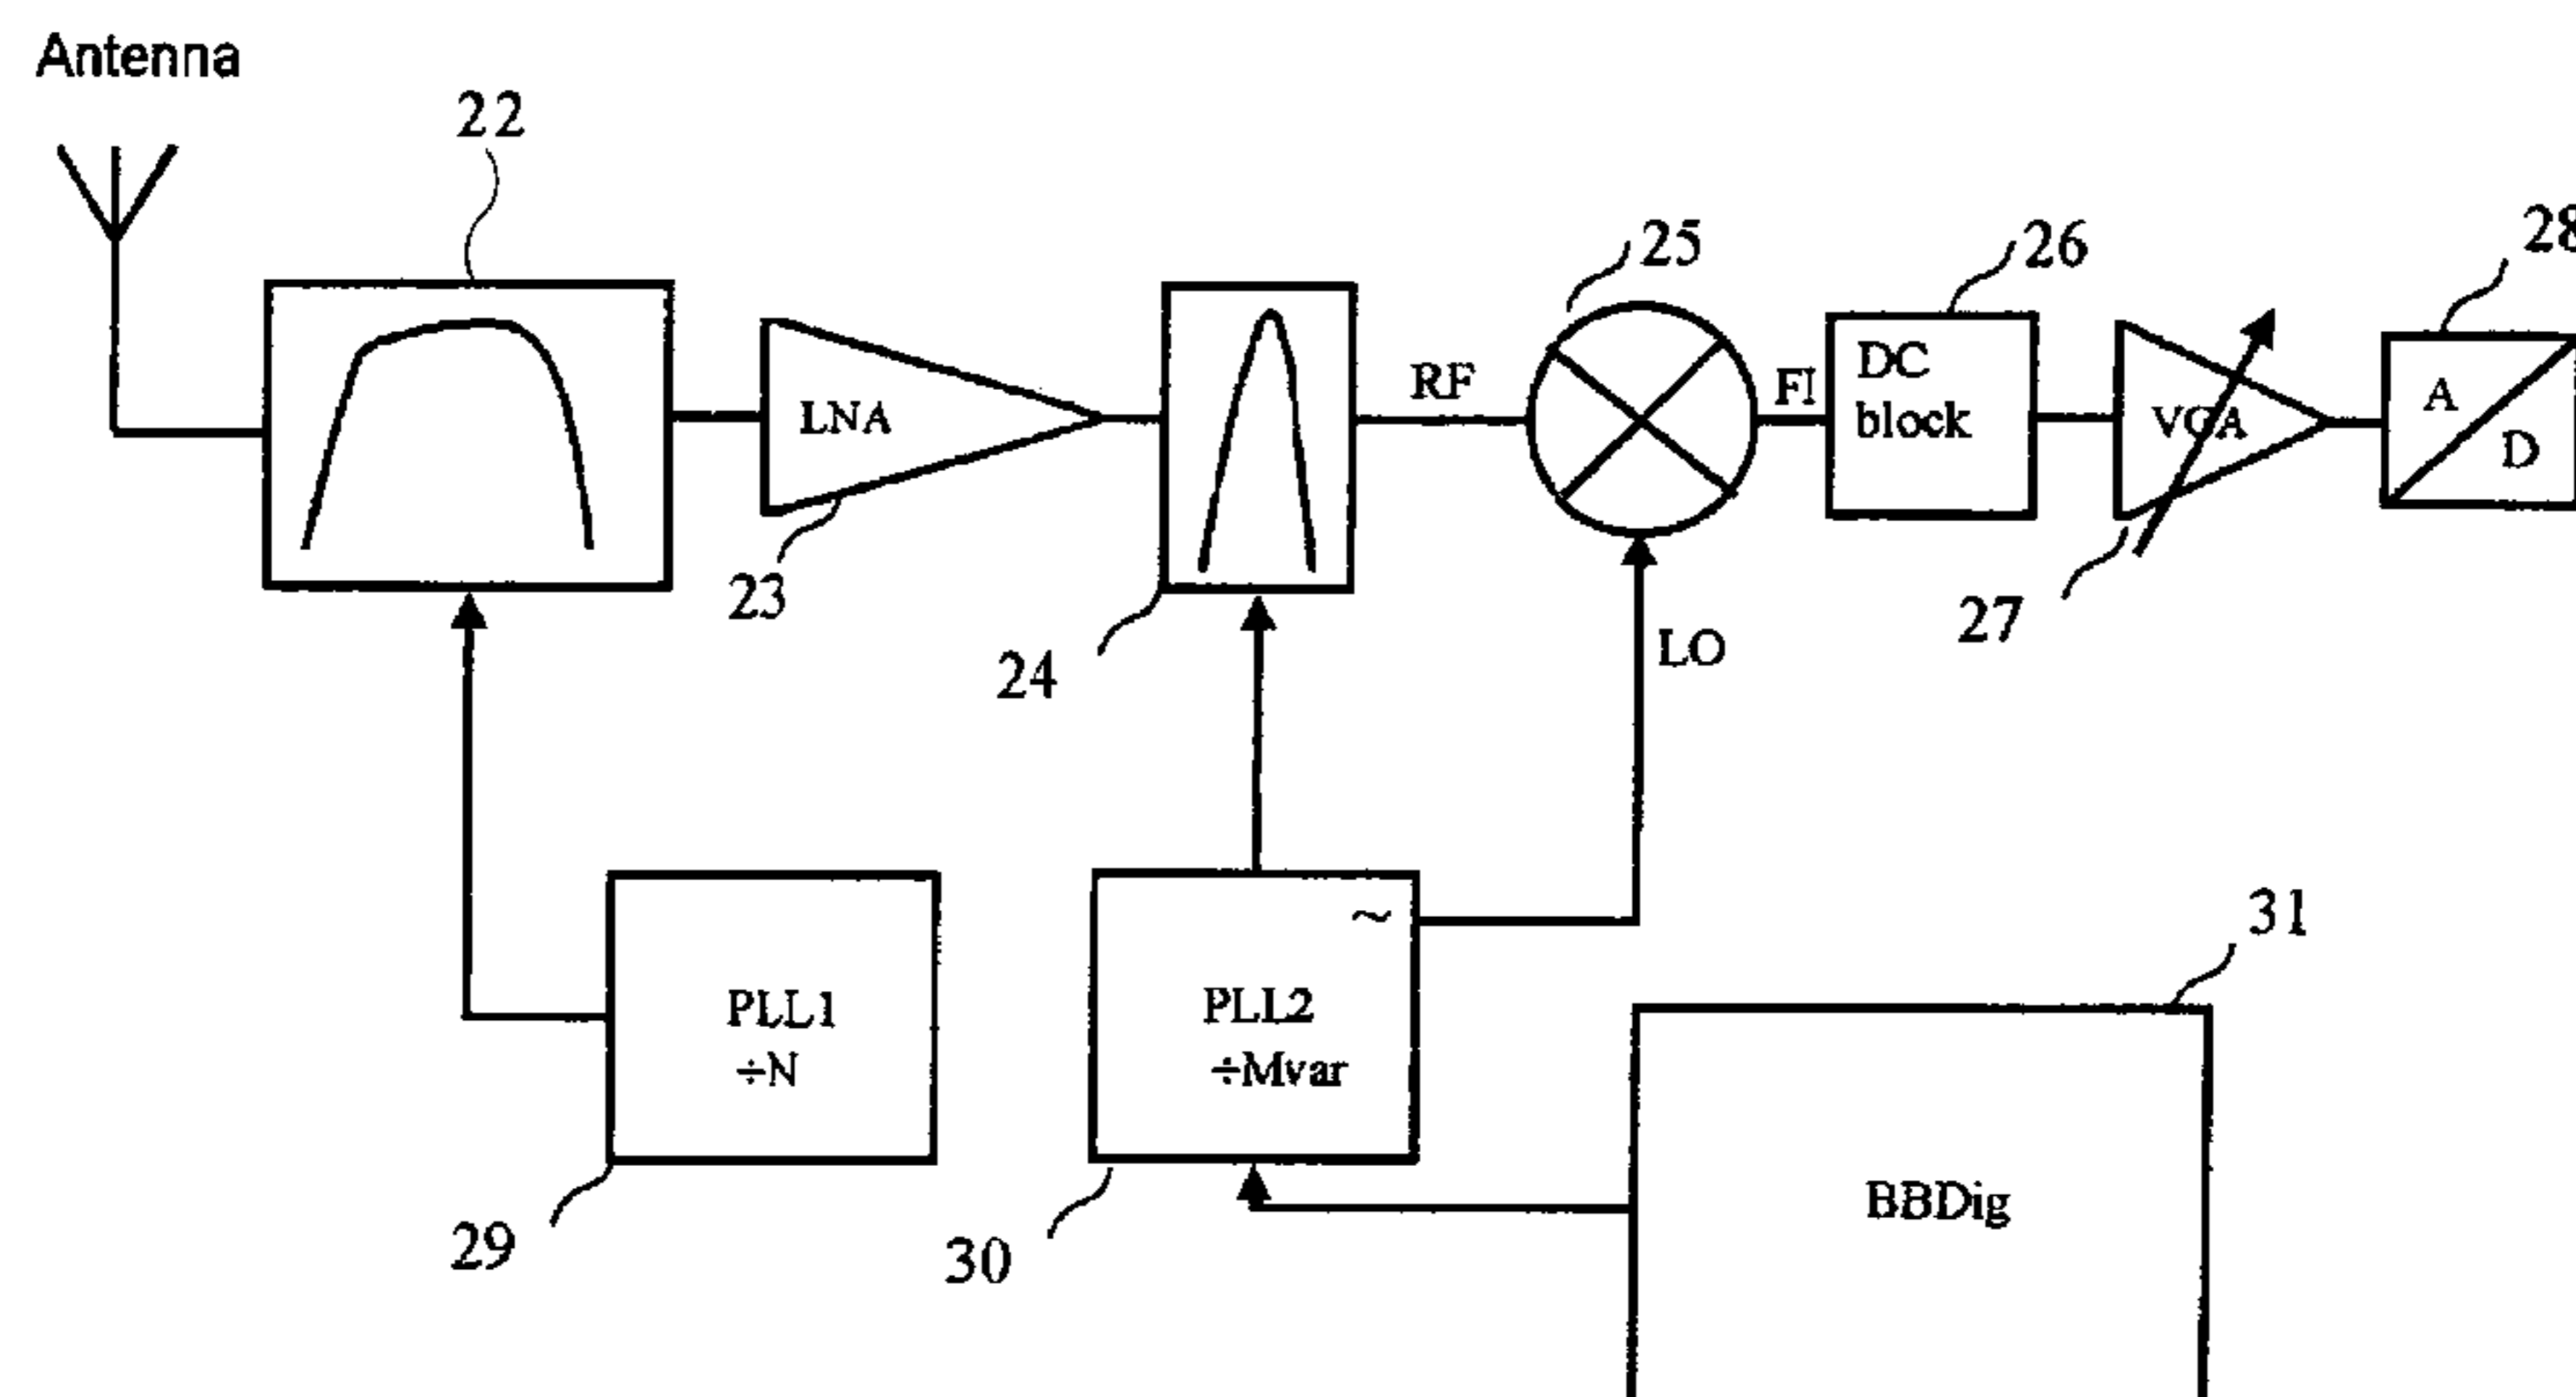 Antenna
22
25
26
28
LNA
RF
FI
DC
block
VGA
A
D
23
24
LO
27
PLL1
÷N
~
PLL2
÷Mvar
31
BBDig
29
30